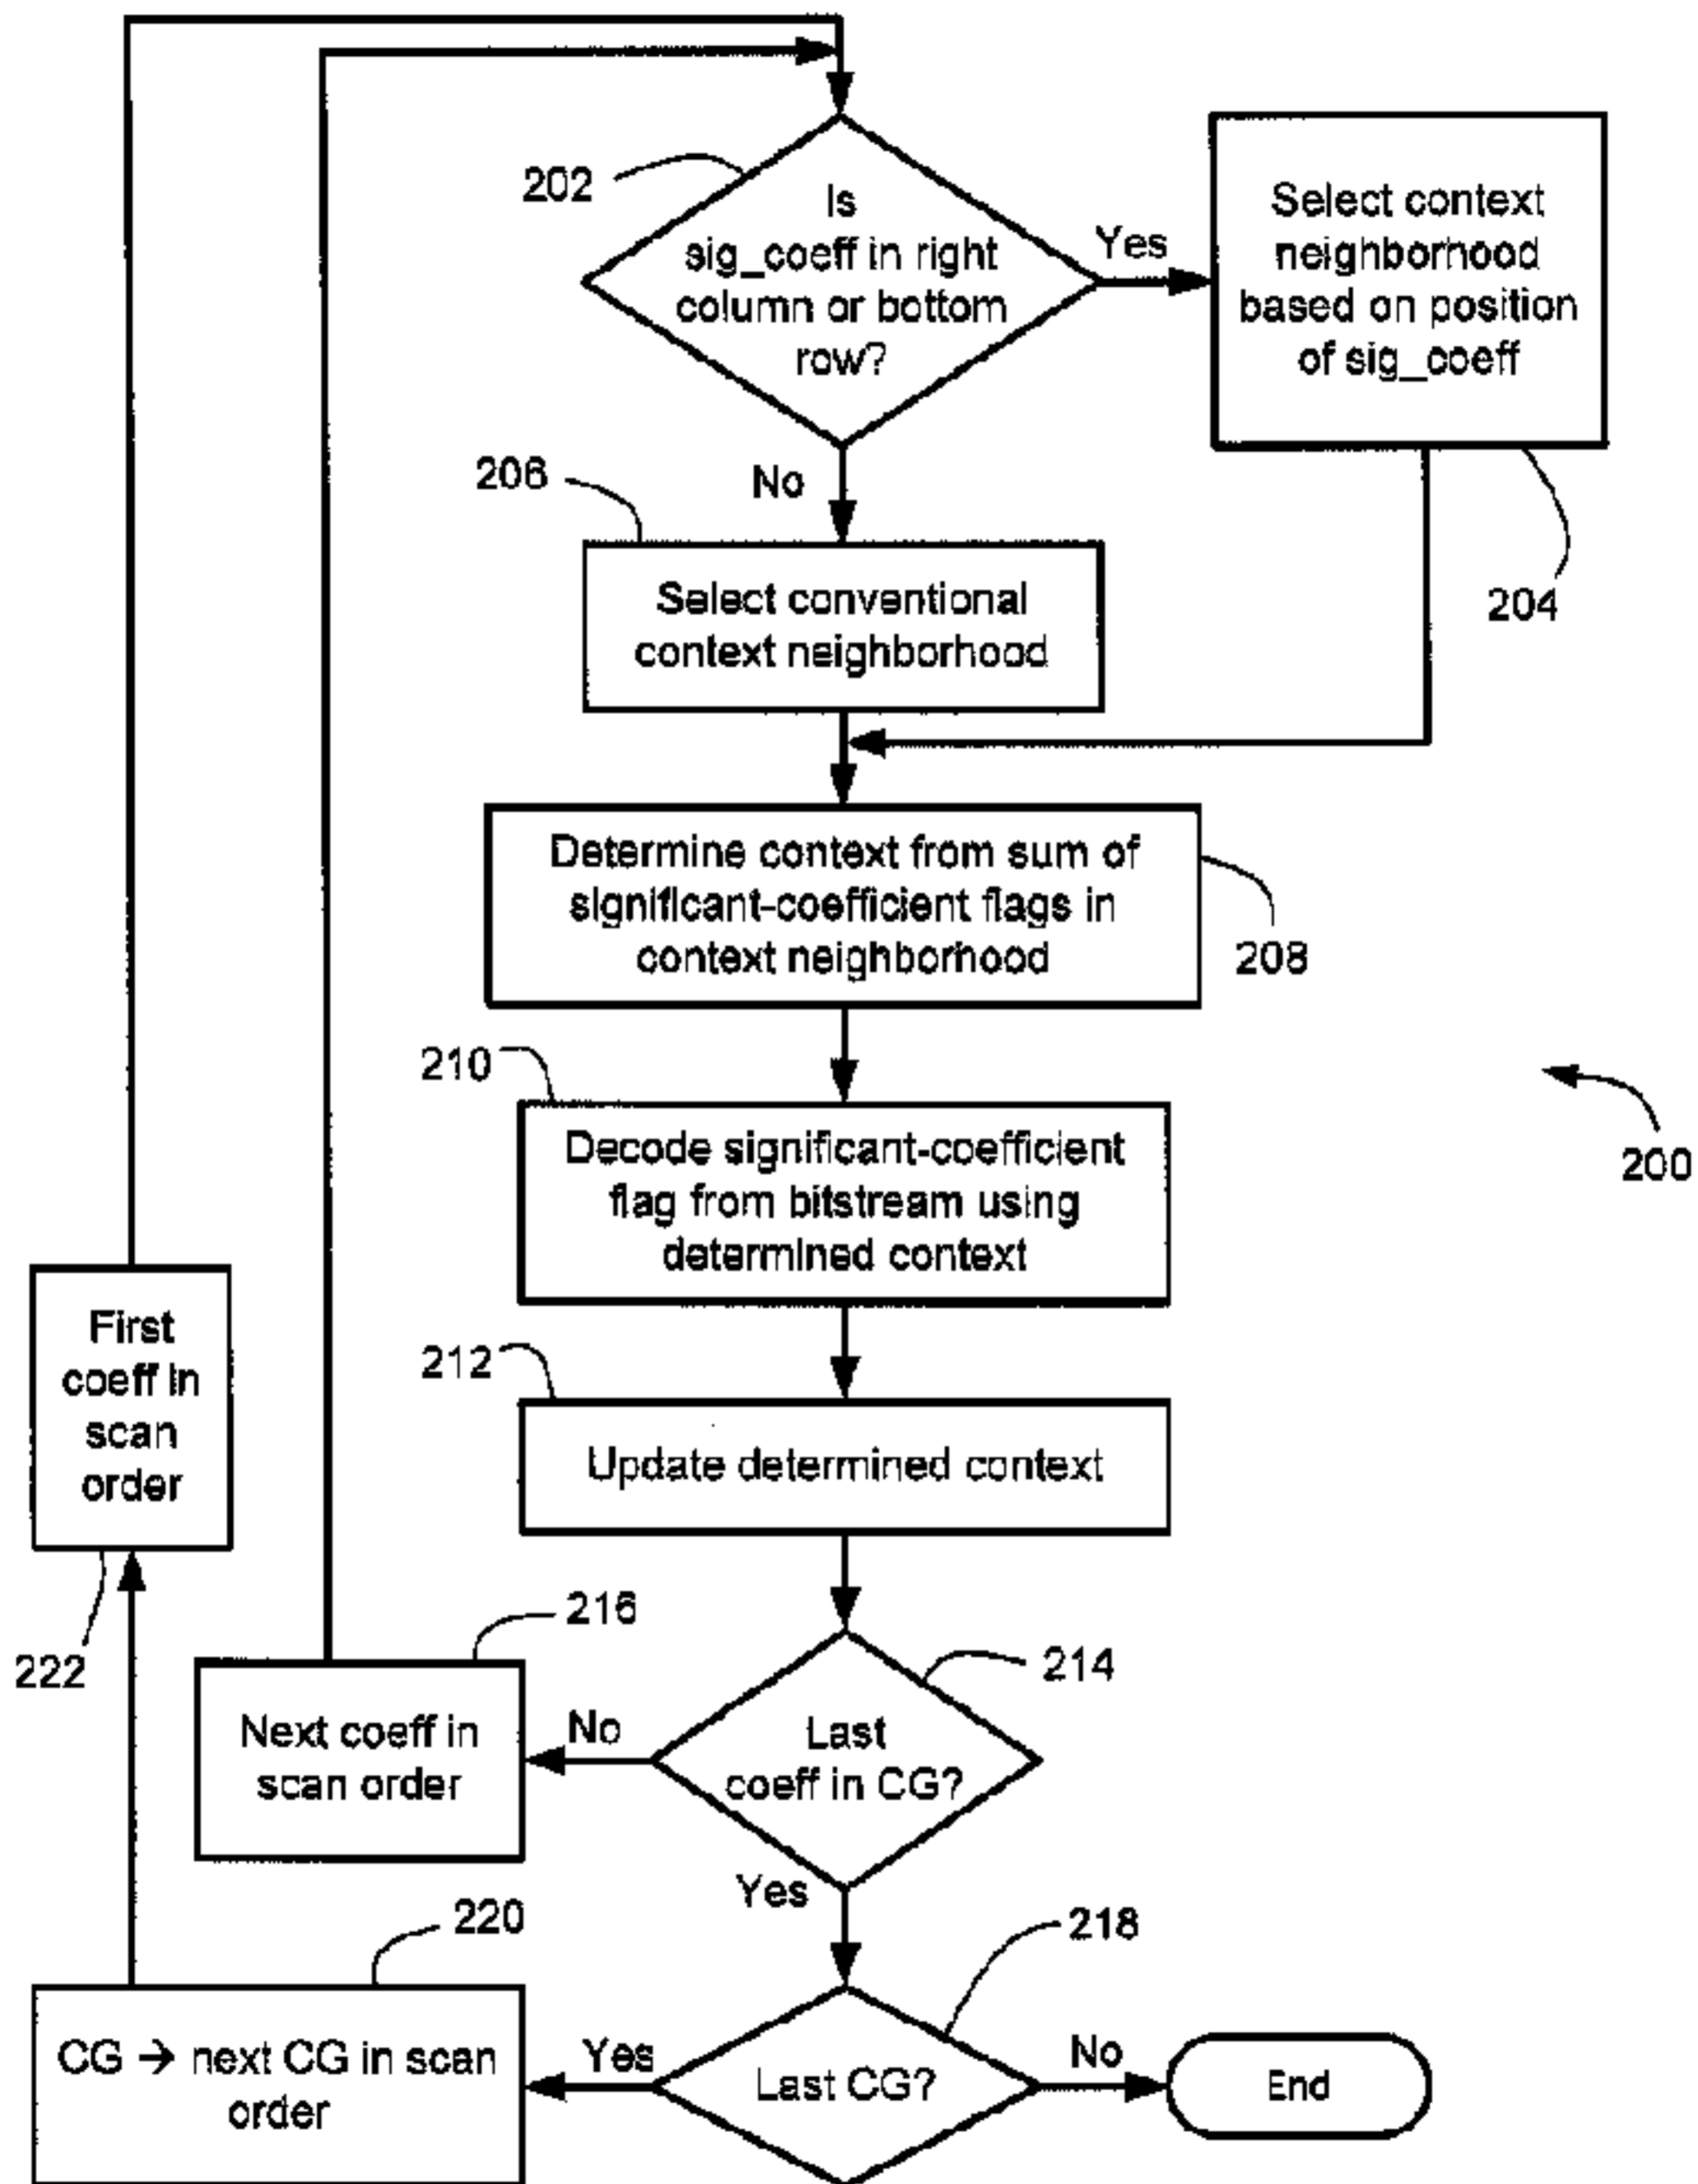 202
Is
sig_coeff in right
column or bottom
row?
Yes
Select context
neighborhood
based on position
of sig_coeff
204
No
206
Select conventional
context neighborhood
Determine context from sum of
significant-coefficient flags in
context neighborhood
208
210
Decode significant-coefficient
flag from bitstream using
determined context
200
212
Update determined context
First
coeff in
scan
order
222
216
Next coeff in
scan order
No
214
Last
coeff in CG?
Yes
220
CG → next CG in scan
order
Yes
218
Last CG?
No
End